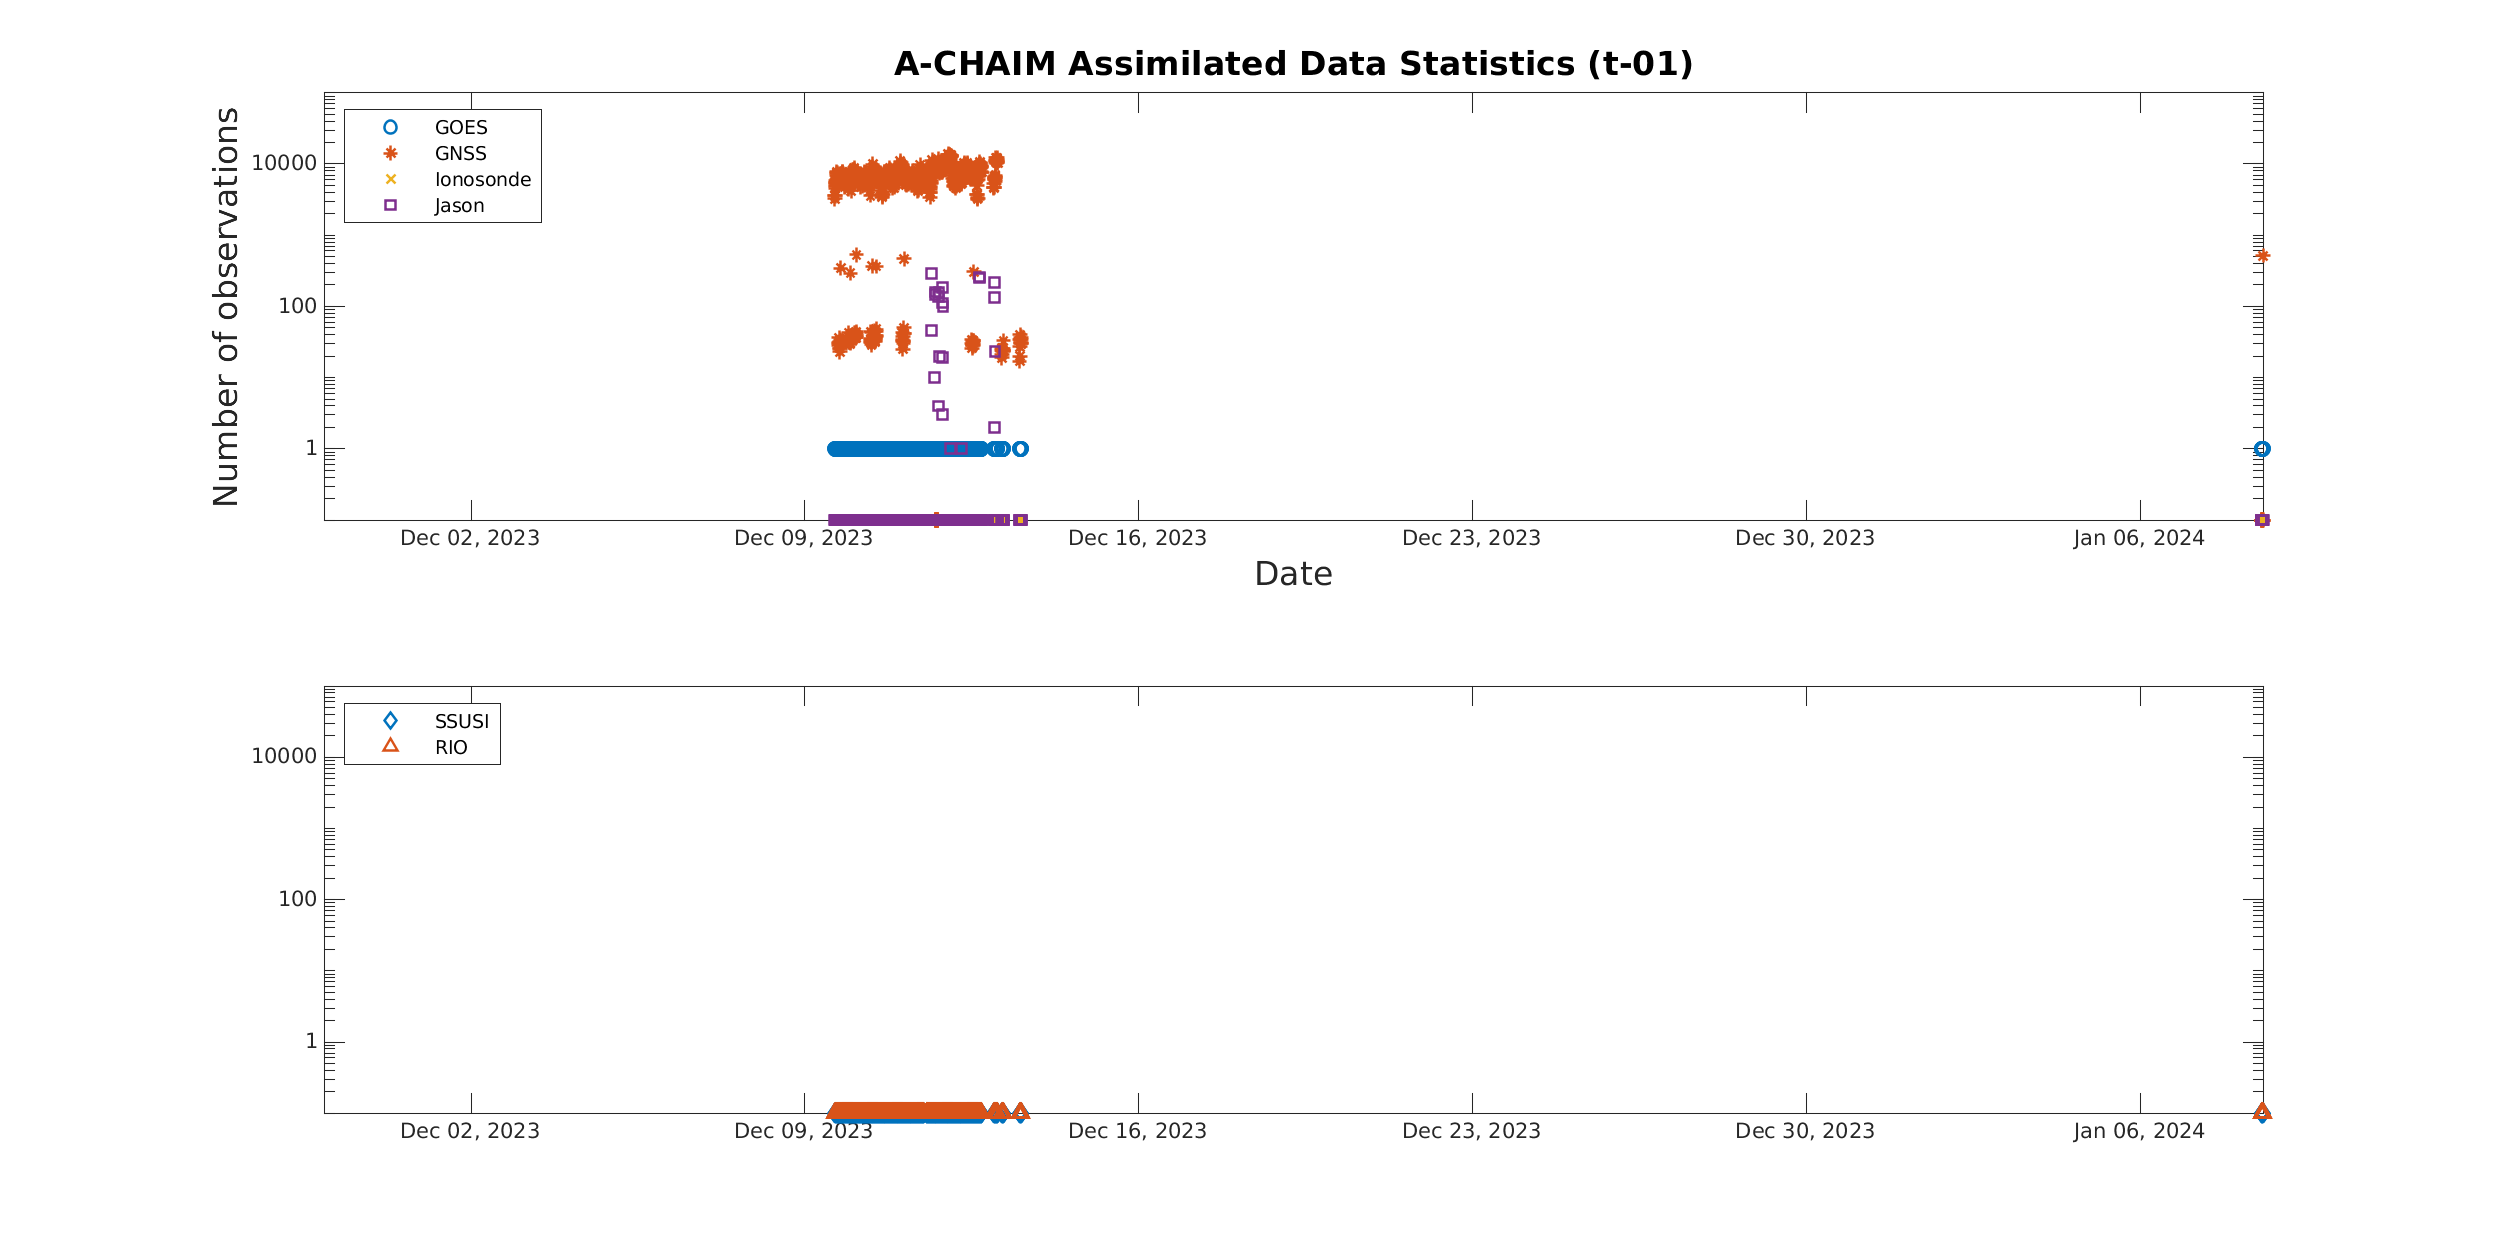 A-CHAIM Assimilated Data Statistics (t-01)
Number of observations
10000
100
1
GOES
GNSS
Ionosonde
Jason
Dec 02, 2023
Dec 09, 2023
Dec 16, 2023
Dec 23, 2023
Dec 30, 2023
Jan 06, 2024
Date
10000
100
1
SSUSI
RIO
Dec 02, 2023
Dec 09, 2023
Dec 16, 2023
Dec 23, 2023
Dec 30, 2023
Jan 06, 2024